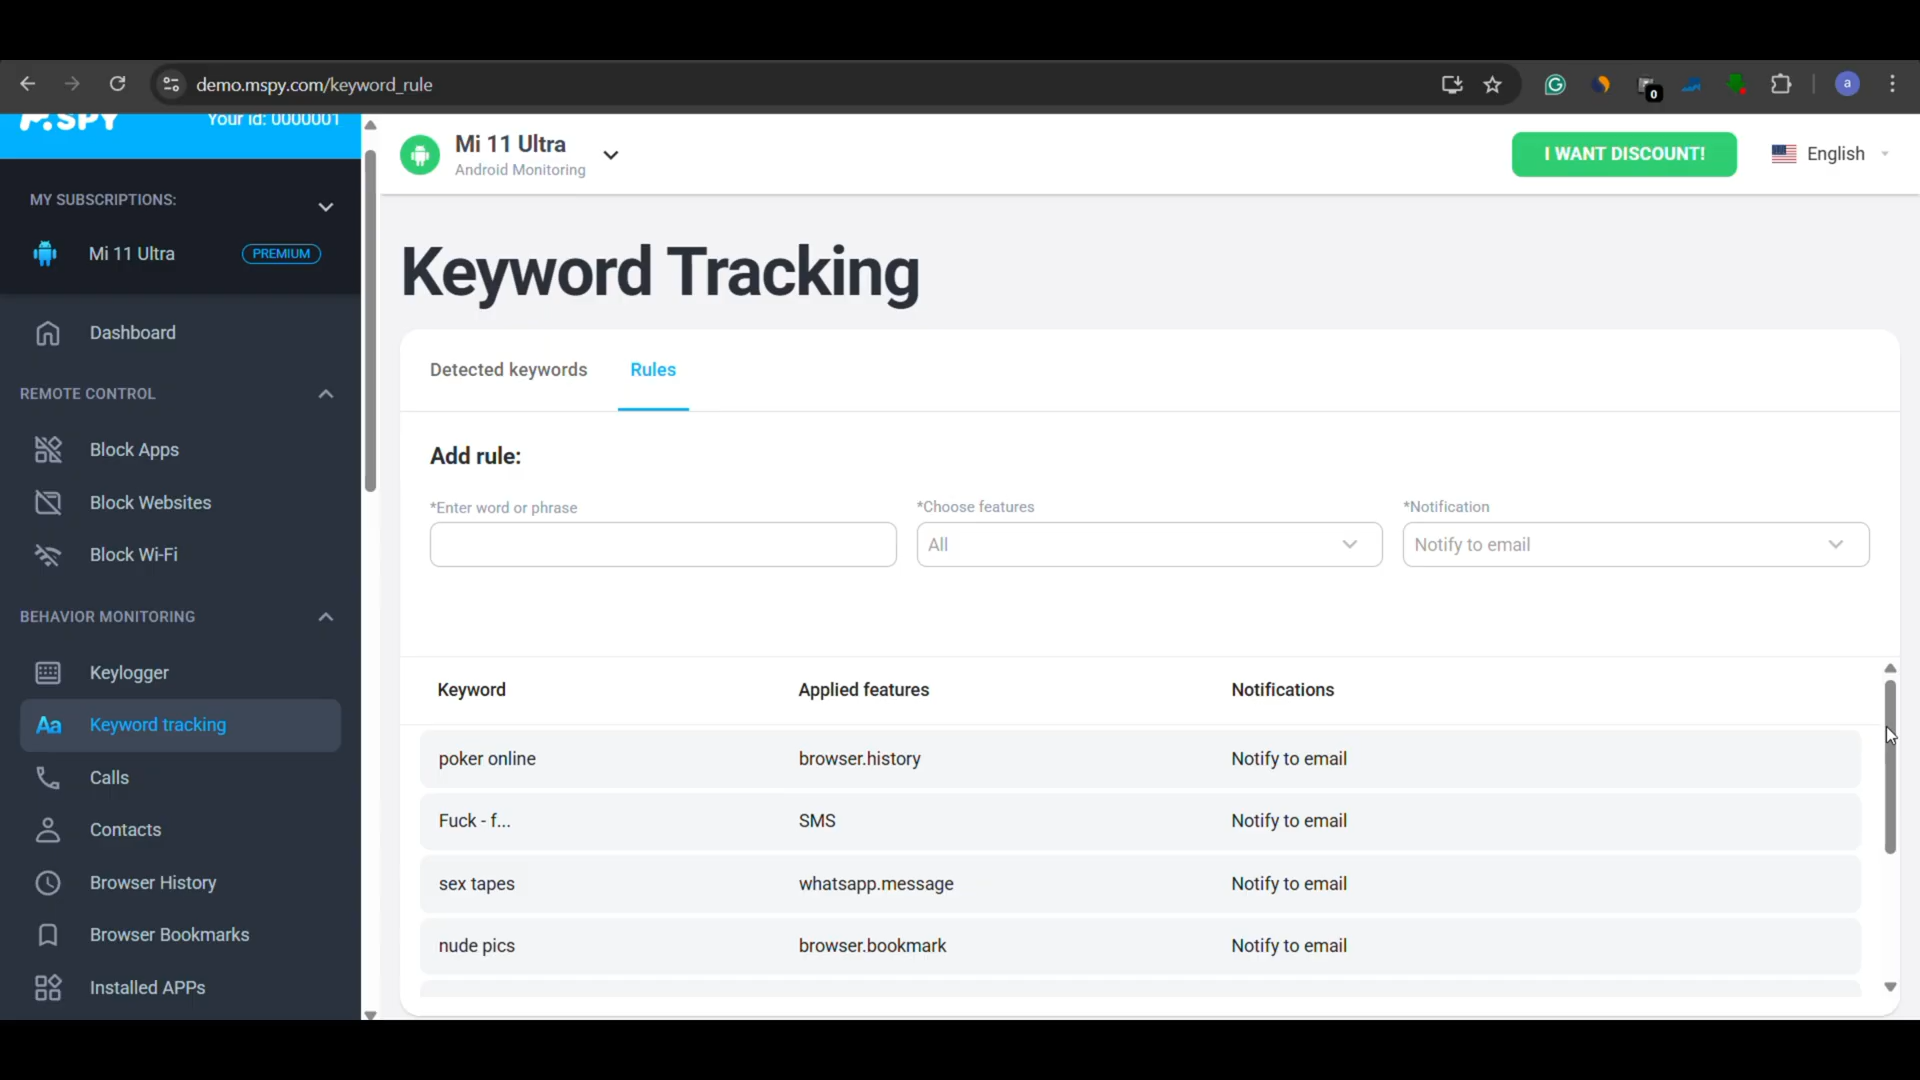 demo.mspy.com/keyword_rule
0
a
mSPY
Your id: 0000001
MY SUBSCRIPTIONS:
Mi 11 Ultra
PREMIUM
Dashboard
REMOTE CONTROL
Block Apps
Block Websites
Block Wi-Fi
BEHAVIOR MONITORING
Keylogger
Aa Keyword tracking
Calls
Contacts
Browser History
Browser Bookmarks
Installed APPs
Mi 11 Ultra
Android Monitoring
I WANT DISCOUNT!
English
Keyword Tracking
Detected keywords Rules
Add rule:
*Enter word or phrase *Choose features *Notification
All Notify to email
Keyword Applied features Notifications
poker online browser.history Notify to email
Fuck - f... SMS Notify to email
sex tapes whatsapp.message Notify to email
nude pics browser.bookmark Notify to email